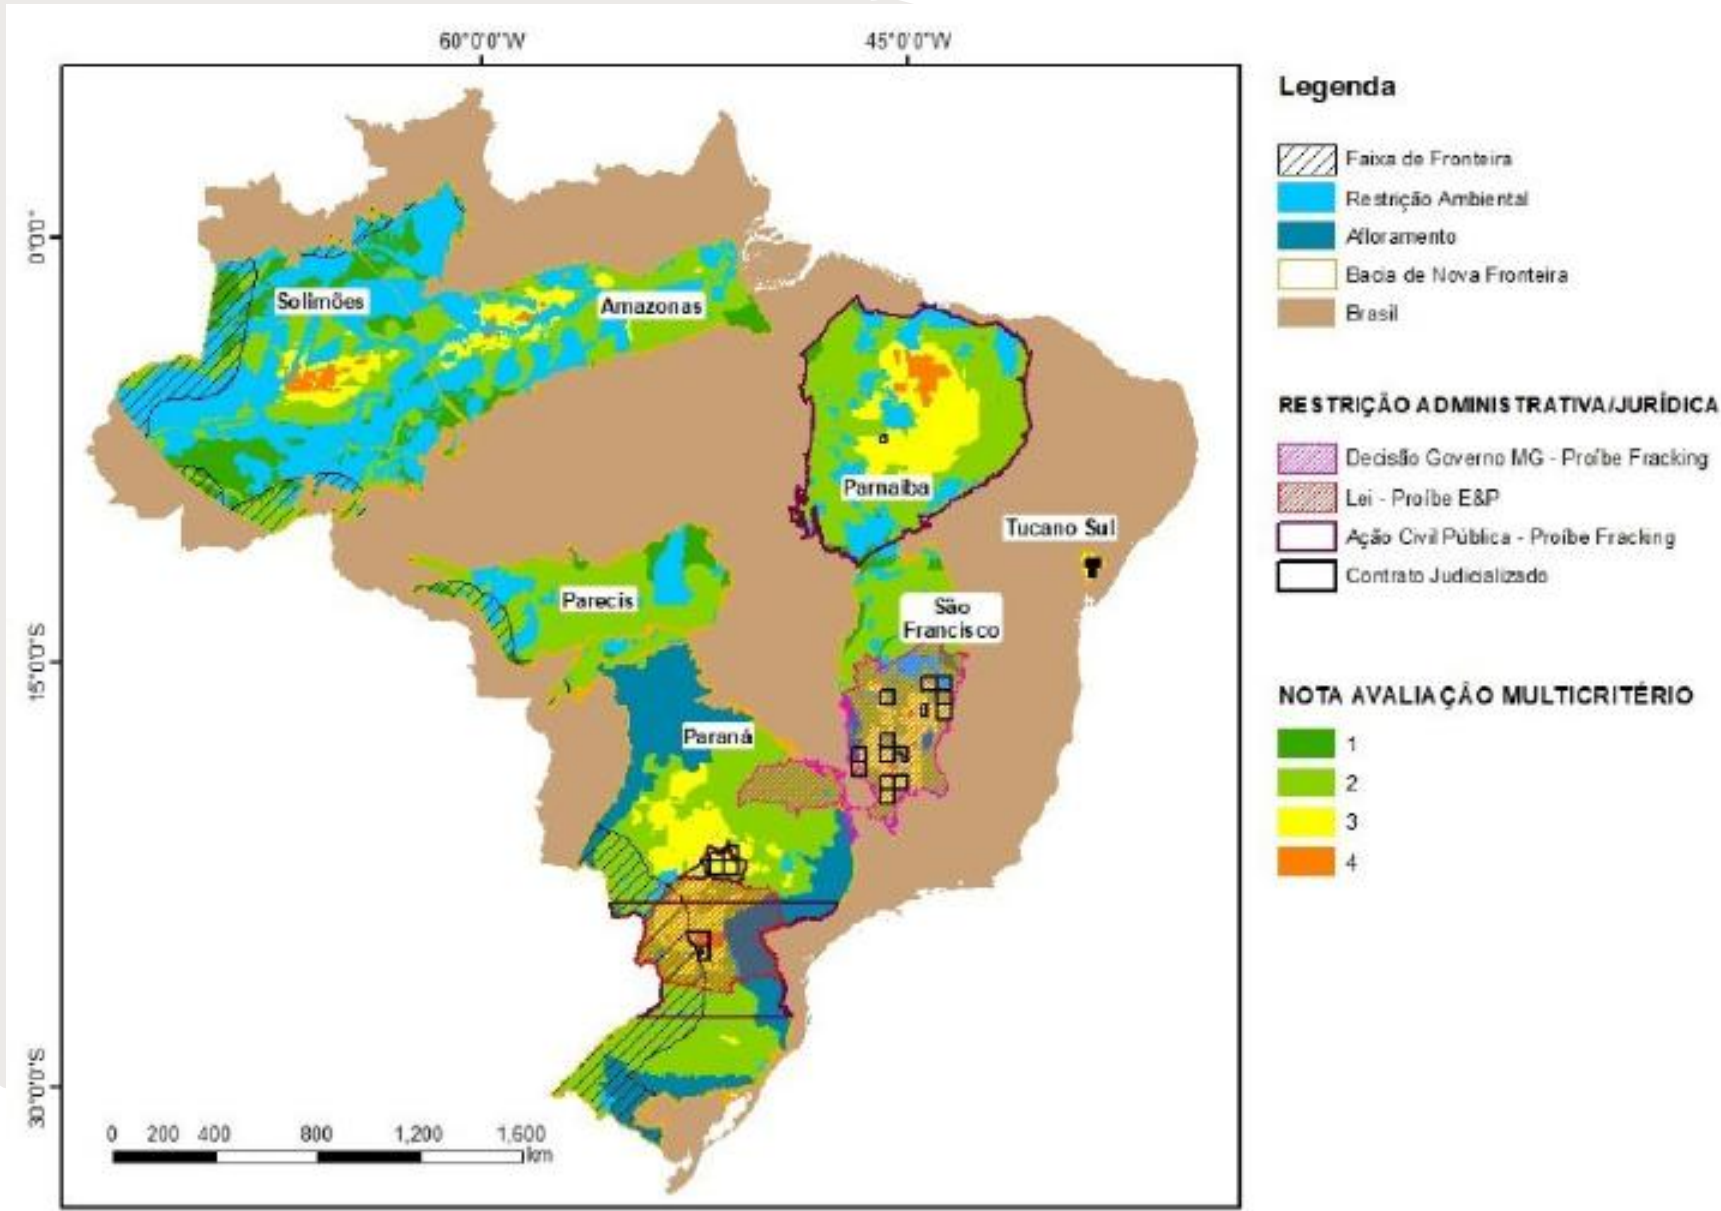 60°0'0"W
45°0'0"W
0°0'0"
15°0'0"S
30°0'0"S
Solimões
Amazonas
Parnaíba
Tucano Sul
Parecis
São
Francisco
Paraná
0 200 400 800 1,200 1,600
km
Legenda
Faixa de Fronteira
Restrição Ambiental
Afloramento
Bacia de Nova Fronteira
Brasil
RESTRIÇÃO ADMINISTRATIVA/JURÍDICA
Decisão Governo MG - Proíbe Fracking
Lei - Proíbe E&P
Ação Civil Pública - Proíbe Fracking
Contrato Judicializado
NOTA AVALIAÇÃO MULTICRITÉRIO
1
2
3
4